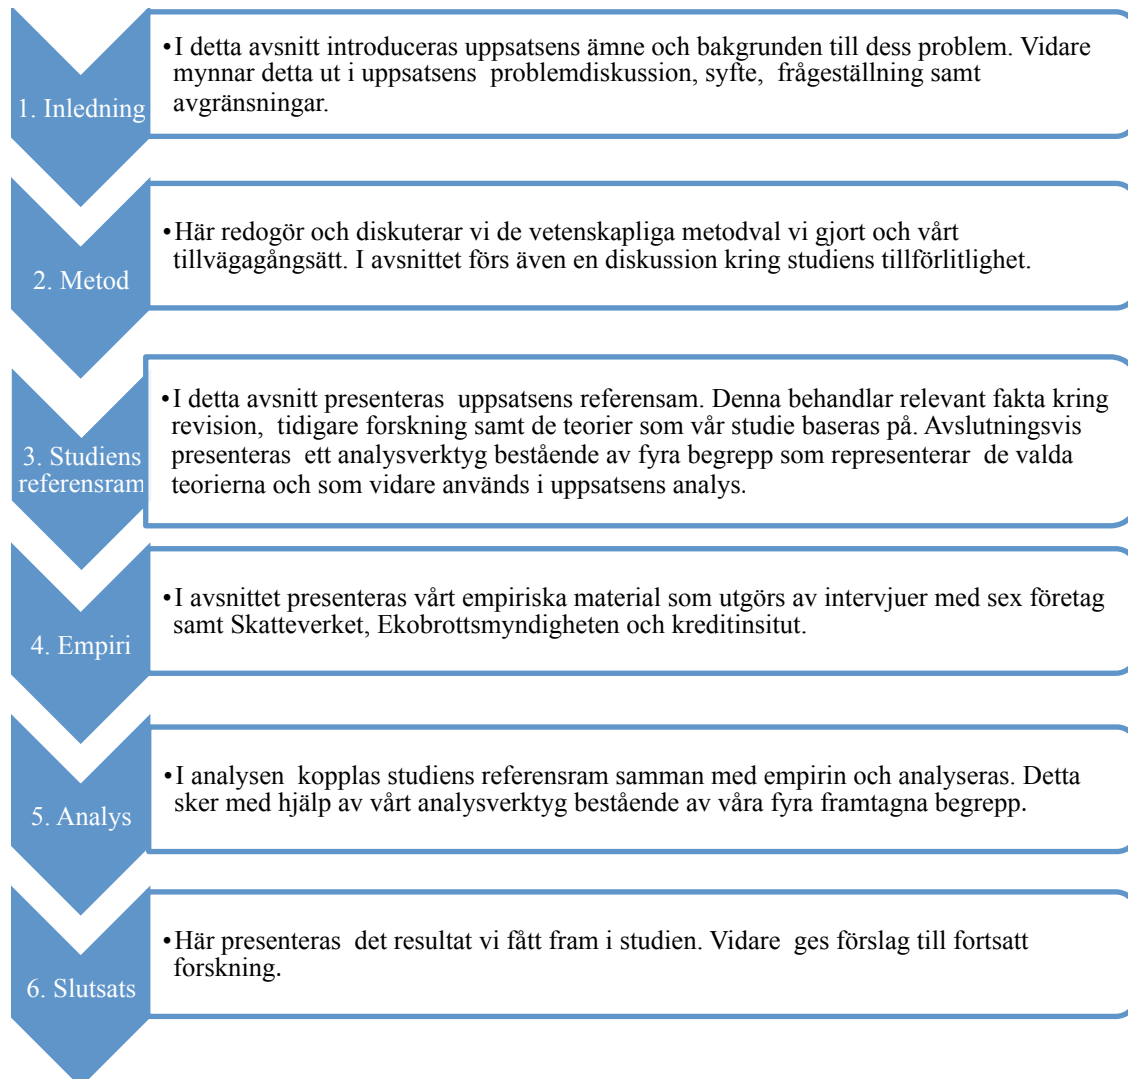 1. Inledning
•I detta avsnitt introduceras uppsatsens ämne och bakgrunden till dess problem. Vidare
mynnar detta ut i uppsatsens problemdiskussion, syfte, frågeställning samt
avgränsningar.
2. Metod
•Här redogör och diskuterar vi de vetenskapliga metodval vi gjort och vårt
tillvägagångsätt. I avsnittet förs även en diskussion kring studiens tillförlitlighet.
3. Studiens
referensram
•I detta avsnitt presenteras uppsatsens referensam. Denna behandlar relevant fakta kring
revision, tidigare forskning samt de teorier som vår studie baseras på. Avslutningsvis
presenteras ett analysverktyg bestående av fyra begrepp som representerar de valda
teorierna och som vidare används i uppsatsens analys.
4. Empiri
•I avsnittet presenteras vårt empiriska material som utgörs av intervjuer med sex företag
samt Skatteverket, Ekobrottsmyndigheten och kreditinsitut.
5. Analys
•I analysen kopplas studiens referensram samman med empirin och analyseras. Detta
sker med hjälp av vårt analysverktyg bestående av våra fyra framtagna begrepp.
6. Slutsats
•Här presenteras det resultat vi fått fram i studien. Vidare ges förslag till fortsatt
forskning.